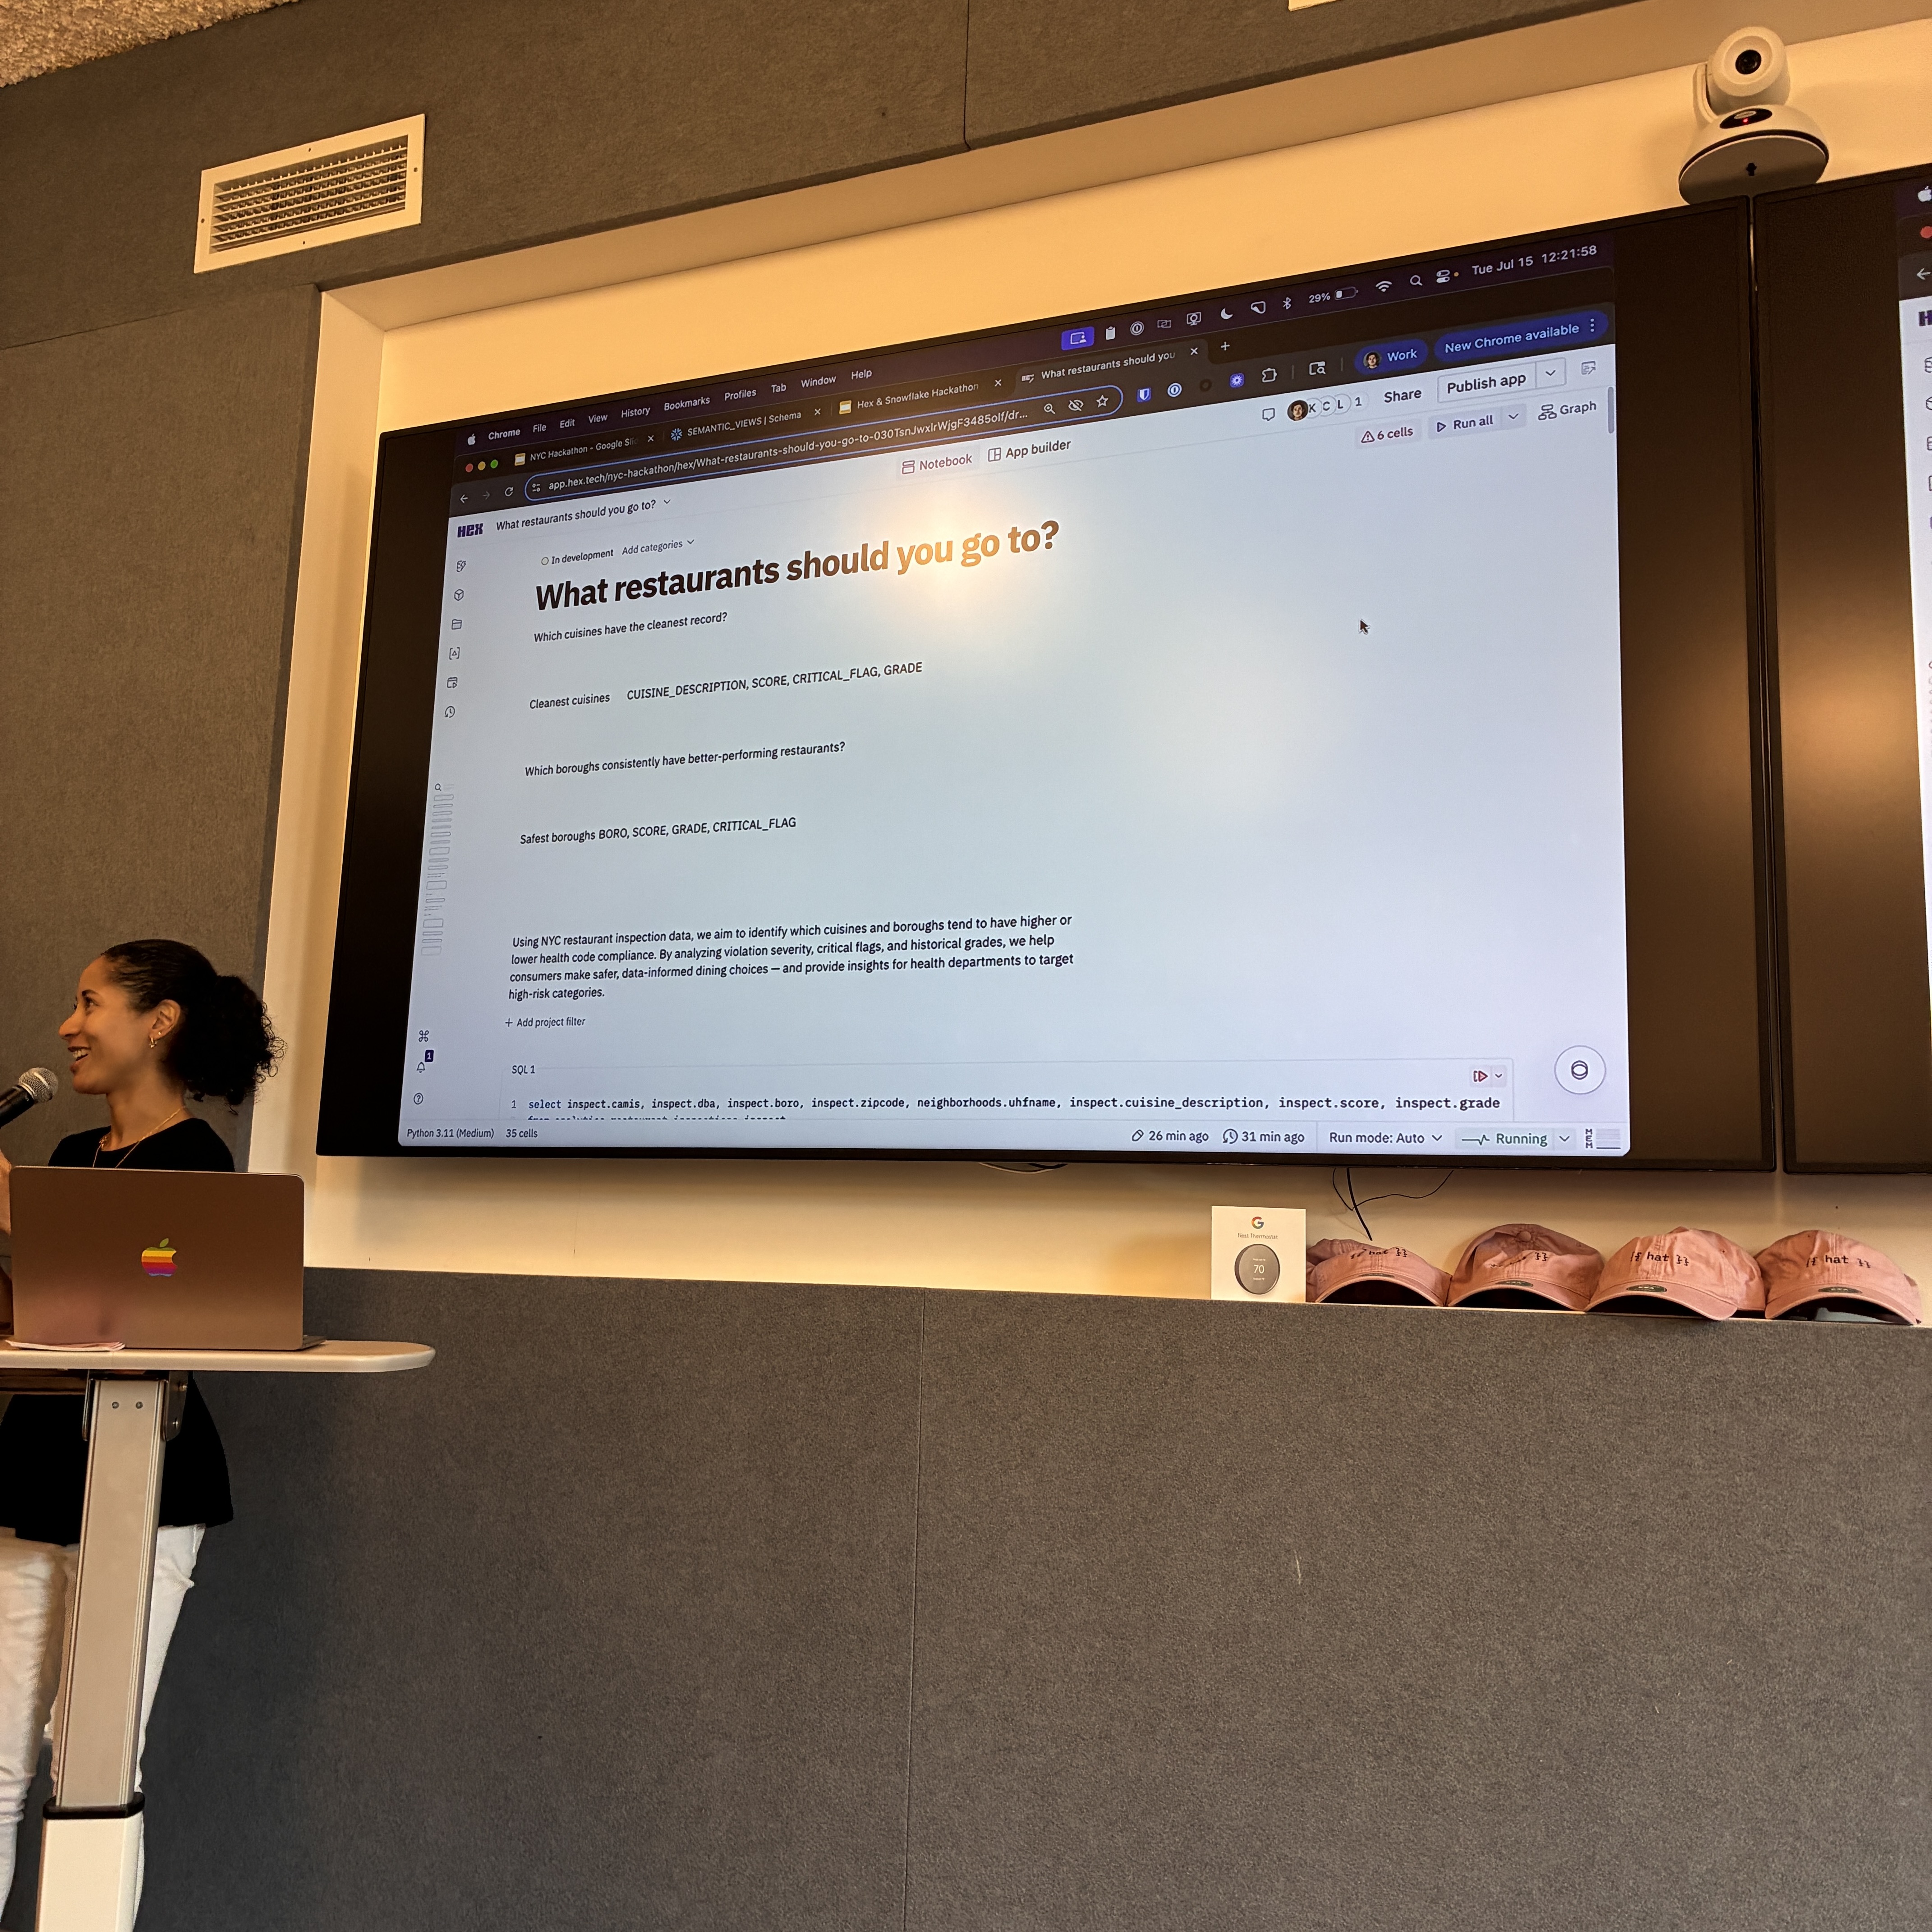 Tue Jul 15 12:21:58
29%
Chrome File Edit View History Bookmarks Profiles Tab Window Help
NYC Hackathon - Google Sli
SEMANTIC_VIEWS | Schema
Hex & Snowflake Hackathon
What restaurants should you
app.hex.tech/nyc-hackathon/hex/What-restaurants-should-you-go-to-
Work
New Chrome available
HEX
What restaurants should you go to?
Notebook
App builder
K C L 1
Share
Publish app
6 cells
Run all
Graph
In development Add categories
What restaurants should you go to?
Which cuisines have the cleanest record?
Cleanest cuisines CUISINE_DESCRIPTION, SCORE, CRITICAL_FLAG, GRADE
Which boroughs consistently have better-performing restaurants?
Safest boroughs BORO, SCORE, GRADE, CRITICAL_FLAG
Using NYC restaurant inspection data, we aim to identify which cuisines and boroughs tend to have higher or
lower health code compliance. By analyzing violation severity, critical flags, and historical grades, we help
consumers make safer, data-informed dining choices — and provide insights for health departments to target
high-risk categories.
+ Add project filter
1
SQL 1
1 select inspect.camis, inspect.dba, inspect.boro, inspect.zipcode, neighborhoods.uhfname, inspect.cuisine_description, inspect.score, inspect.grade
Python 3.11 (Medium) 35 cells
26 min ago
31 min ago
Run mode: Auto
Running
MEM
G
Nest Thermostat
70
hat }}
}}
{{ hat }}
{{ hat }}